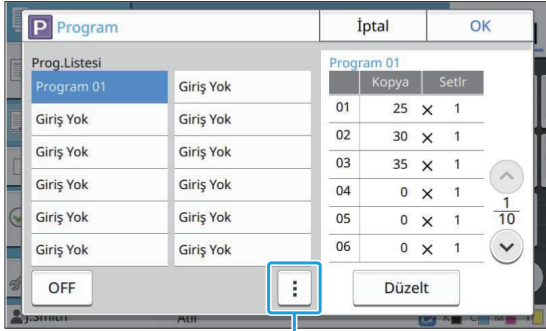 P Program
İptal
OK
Prog.Listesi
Program 01
Giriş Yok
Giriş Yok
Giriş Yok
Giriş Yok
Giriş Yok
Giriş Yok
Giriş Yok
Giriş Yok
Giriş Yok
Giriş Yok
Giriş Yok
Program 01
Kopya Setlr
01 25 × 1
02 30 × 1
03 35 × 1
04 0 × 1
05 0 × 1
06 0 × 1
1
10
OFF
Düzelt
J.Smith